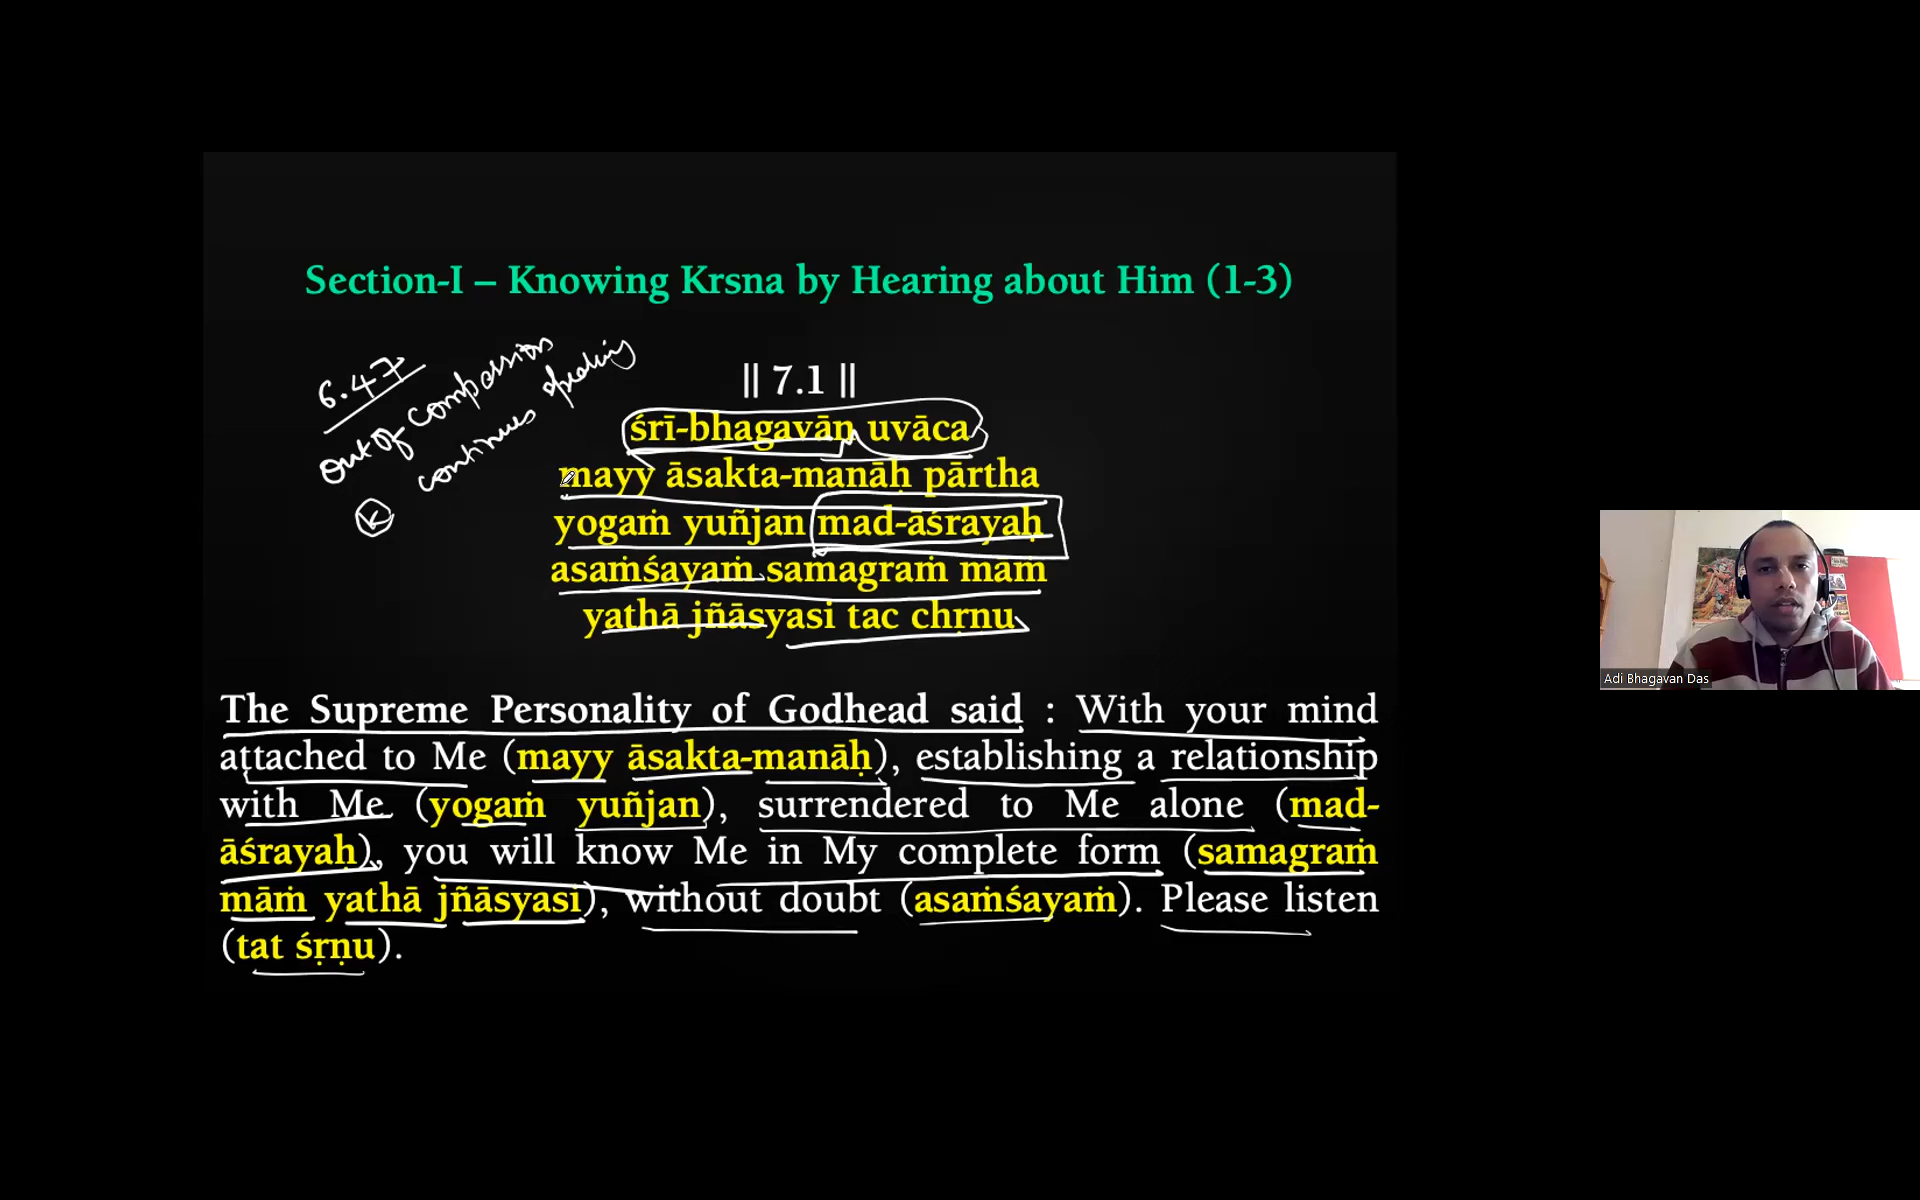 Section-I – Knowing Krsna by Hearing about Him (1-3)
6.47
out of compassion
continues speaking
K
|| 7.1 ||
śrī-bhagavān uvāca
mayy āsakta-manāḥ pārtha
yogaṁ yuñjan mad-āśrayaḥ
asaṁśayaṁ samagraṁ māṁ
yathā jñāsyasi tac chṛṇu
The Supreme Personality of Godhead said : With your mind
attached to Me (mayy āsakta-manāḥ), establishing a relationship
with Me (yogaṁ yuñjan), surrendered to Me alone (mad-
āśrayaḥ), you will know Me in My complete form (samagraṁ
māṁ yathā jñāsyasi), without doubt (asaṁśayaṁ). Please listen
(tat śṛṇu).
Adi Bhagavan Das